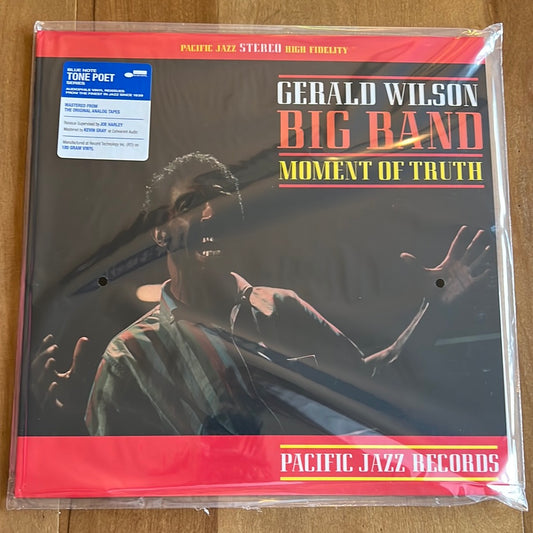 PACIFIC JAZZ STEREO HIGH FIDELITY
BLUE NOTE
TONE POET
SERIES
AUDIOPHILE VINYL REISSUES
FROM THE FINEST IN JAZZ SINCE 1939
MASTERED FROM
THE ORIGINAL ANALOG TAPES
Reissue Supervised by JOE HARLEY
Mastered by KEVIN GRAY at Cohearent Audio
Manufactured at Record Technology Inc. (RTI) on
180 GRAM VINYL
GERALD WILSON
BIG BAND
MOMENT OF TRUTH
PACIFIC JAZZ RECORDS